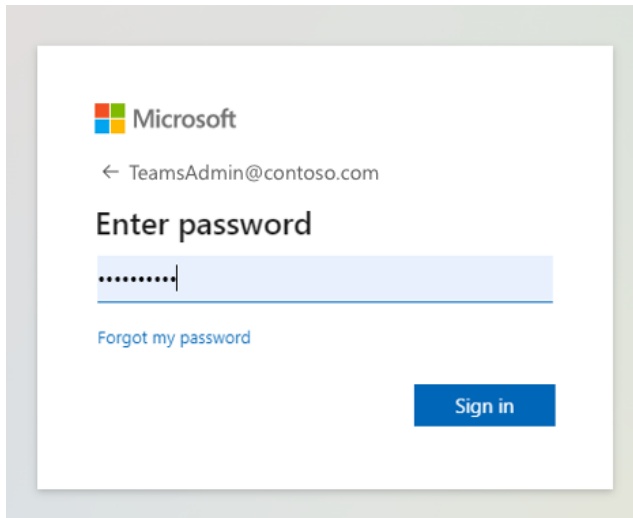 Microsoft
← TeamsAdmin@contoso.com
Enter password
••••••••••
Forgot my password
Sign in